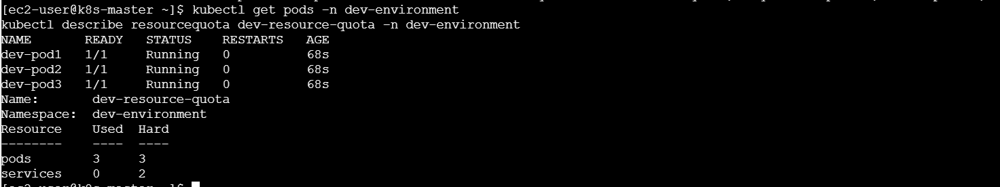 [ec2-user@k8s-master ~]$ kubectl get pods -n dev-environment
kubectl describe resourcequota dev-resource-quota -n dev-environment
NAME       READY   STATUS    RESTARTS   AGE
dev-pod1   1/1     Running   0          68s
dev-pod2   1/1     Running   0          68s
dev-pod3   1/1     Running   0          68s
Name:       dev-resource-quota
Namespace:  dev-environment
Resource    Used  Hard
--------    ----  ----
pods        3     3
services    0     2
[ec2-user@k8s-master ~]$